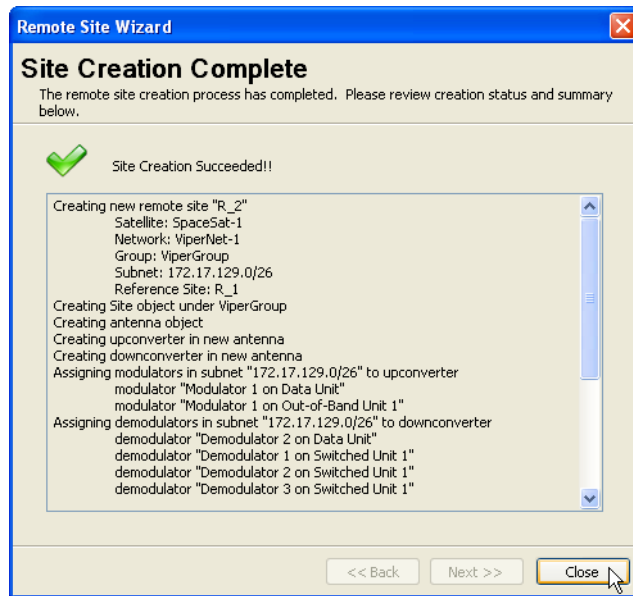 Remote Site Wizard
Site Creation Complete
The remote site creation process has completed.  Please review creation status and summary
below.
Site Creation Succeeded!!
Creating new remote site "R_2"
Satellite: SpaceSat-1
Network: ViperNet-1
Group: ViperGroup
Subnet: 172.17.129.0/26
Reference Site: R_1
Creating Site object under ViperGroup
Creating antenna object
Creating upconverter in new antenna
Creating downconverter in new antenna
Assigning modulators in subnet "172.17.129.0/26" to upconverter
modulator "Modulator 1 on Data Unit"
modulator "Modulator 1 on Out-of-Band Unit 1"
Assigning demodulators in subnet "172.17.129.0/26" to downconverter
demodulator "Demodulator 2 on Data Unit"
demodulator "Demodulator 1 on Switched Unit 1"
demodulator "Demodulator 2 on Switched Unit 1"
demodulator "Demodulator 3 on Switched Unit 1"
<< Back Next >> Close